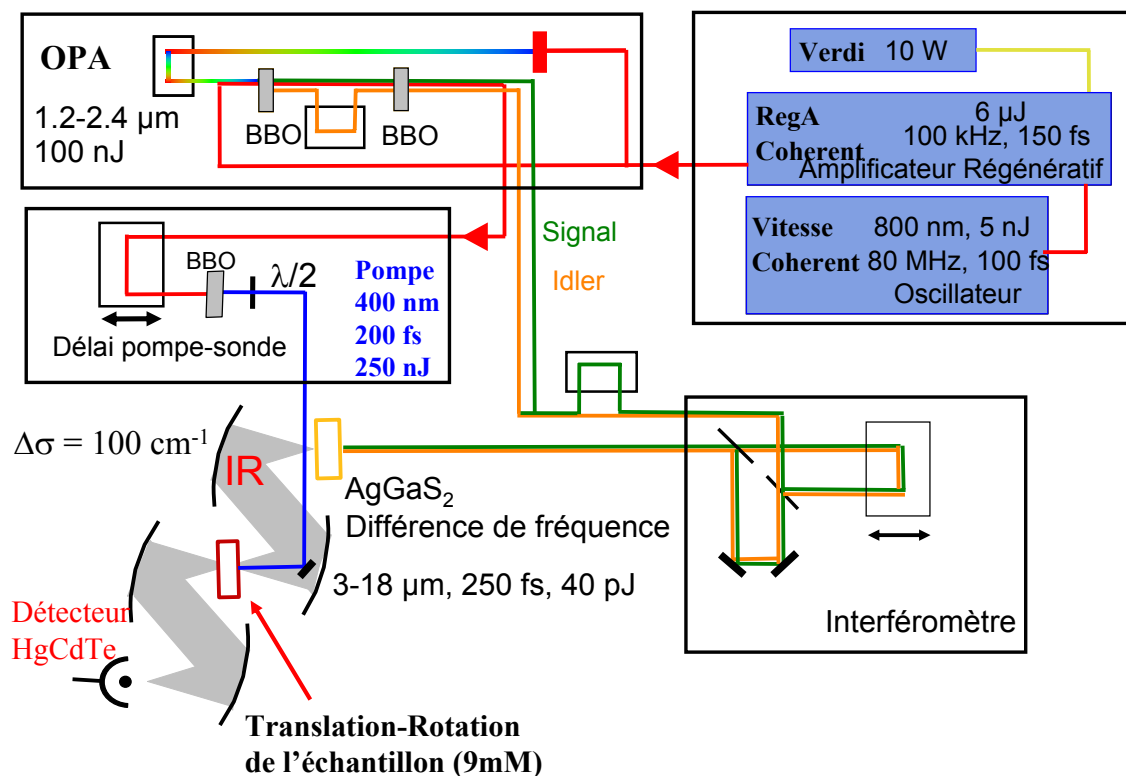 OPA
1.2-2.4 µm
100 nJ
BBO
BBO
Verdi 10 W
RegA 6 µJ
Coherent 100 kHz, 150 fs
Amplificateur Régénératif
Vitesse 800 nm, 5 nJ
Coherent 80 MHz, 100 fs
Oscillateur
Signal
Idler
BBO
λ/2
Pompe
400 nm
200 fs
250 nJ
Délai pompe-sonde
Δσ = 100 cm-1
IR
AgGaS2
Différence de fréquence
3-18 µm, 250 fs, 40 pJ
Interféromètre
Détecteur
HgCdTe
Translation-Rotation
de l'échantillon (9mM)